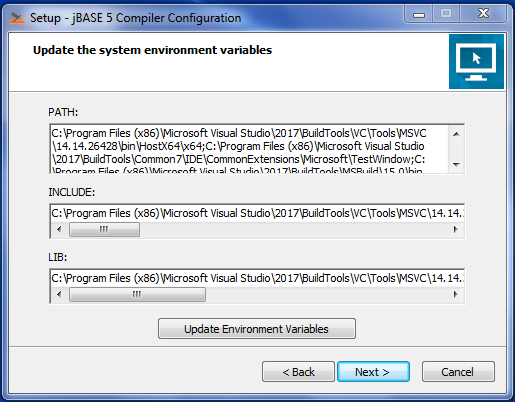 Setup - jBASE 5 Compiler Configuration
Update the system environment variables
PATH:
C:\Program Files (x86)\Microsoft Visual Studio\2017\BuildTools\VC\Tools\MSVC
\14.14.26428\bin\HostX64\x64;C:\Program Files (x86)\Microsoft Visual Studio
\2017\BuildTools\Common7\IDE\CommonExtensions\Microsoft\TestWindow;C:
\Program Files (x86)\Microsoft Visual Studio\2017\BuildTools\MSBuild\15.0\bin
INCLUDE:
C:\Program Files (x86)\Microsoft Visual Studio\2017\BuildTools\VC\Tools\MSVC\14.14.
LIB:
C:\Program Files (x86)\Microsoft Visual Studio\2017\BuildTools\VC\Tools\MSVC\14.14.
Update Environment Variables
< Back Next > Cancel